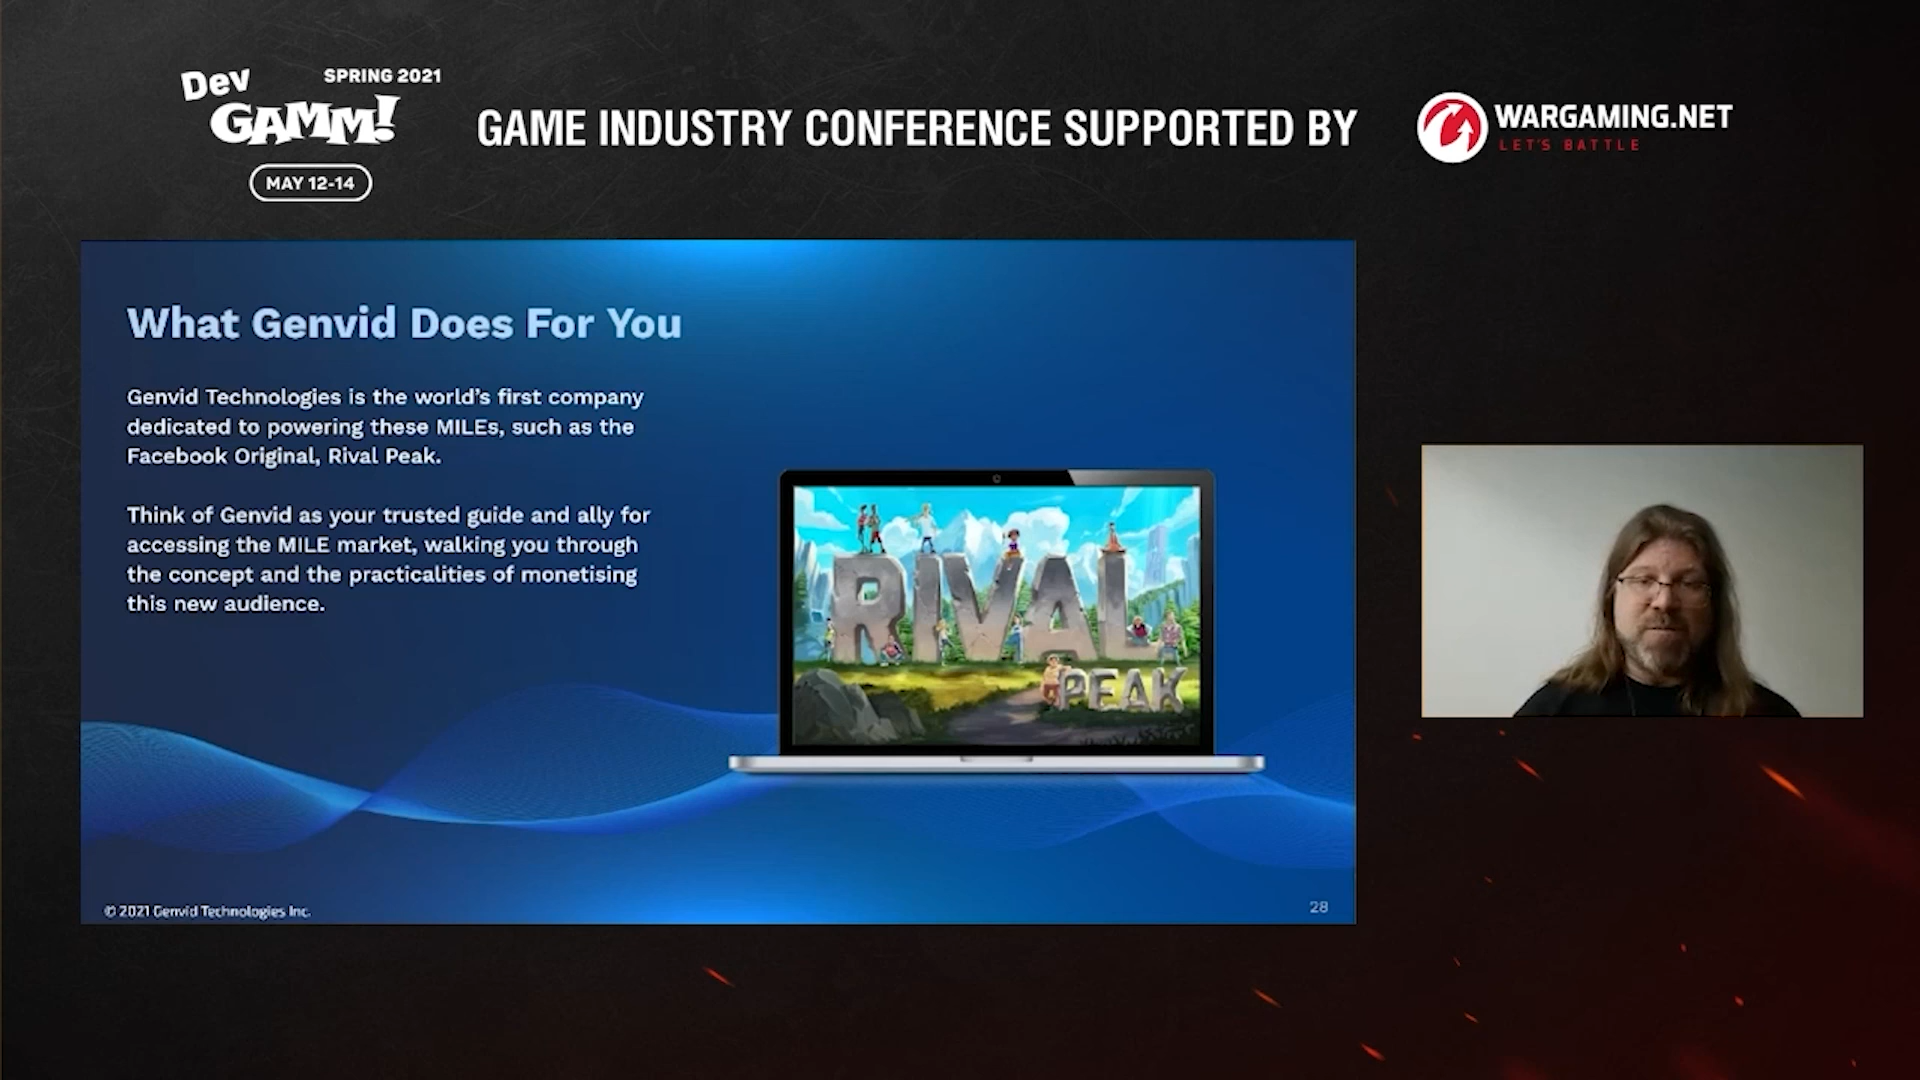 Dev
GAMM!
SPRING 2021
MAY 12-14
GAME INDUSTRY CONFERENCE SUPPORTED BY
WARGAMING.NET
LET'S BATTLE
What Genvid Does For You
Genvid Technologies is the world's first company
dedicated to powering these MILEs, such as the
Facebook Original, Rival Peak.
Think of Genvid as your trusted guide and ally for
accessing the MILE market, walking you through
the concept and the practicalities of monetising
this new audience.
RIVAL
PEAK
© 2021 Genvid Technologies Inc.
28